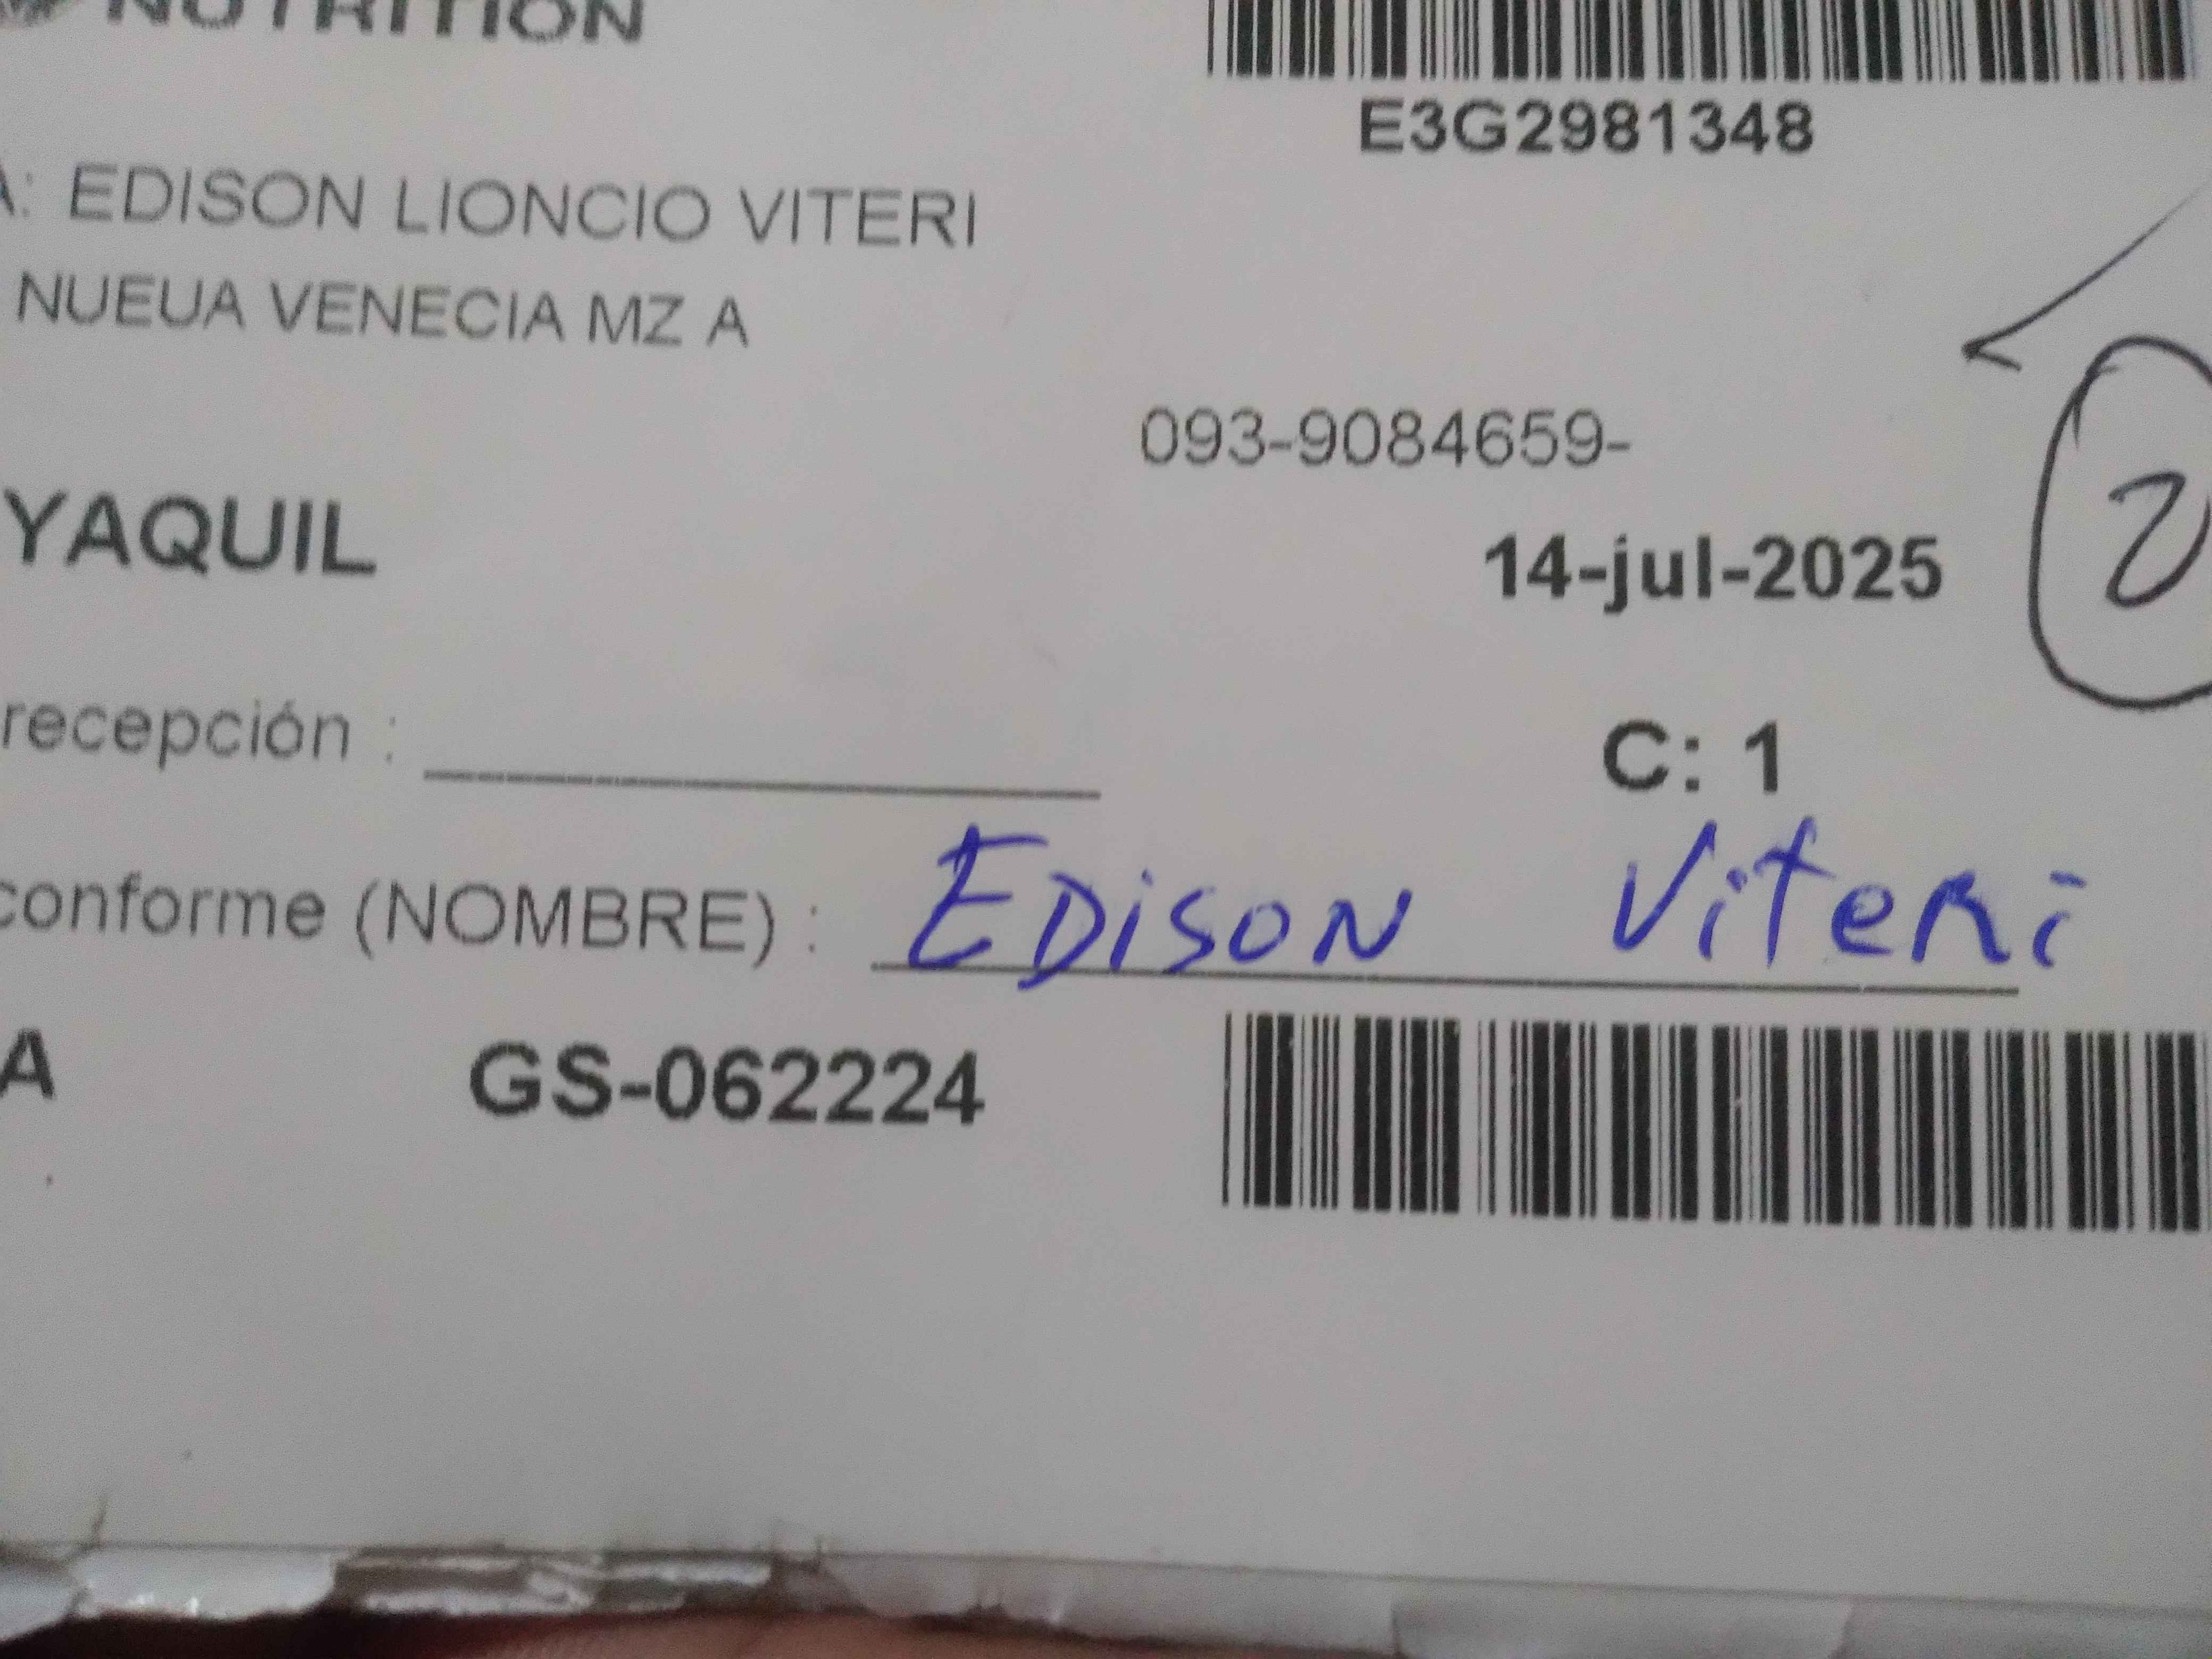 NUTRITION
E3G2981348
A: EDISON LIONCIO VITERI
NUEUA VENECIA MZ A
093-9084659-
YAQUIL
14-jul-2025
2
recepción :
C: 1
conforme (NOMBRE) : EDiSON ViteRi
A GS-062224